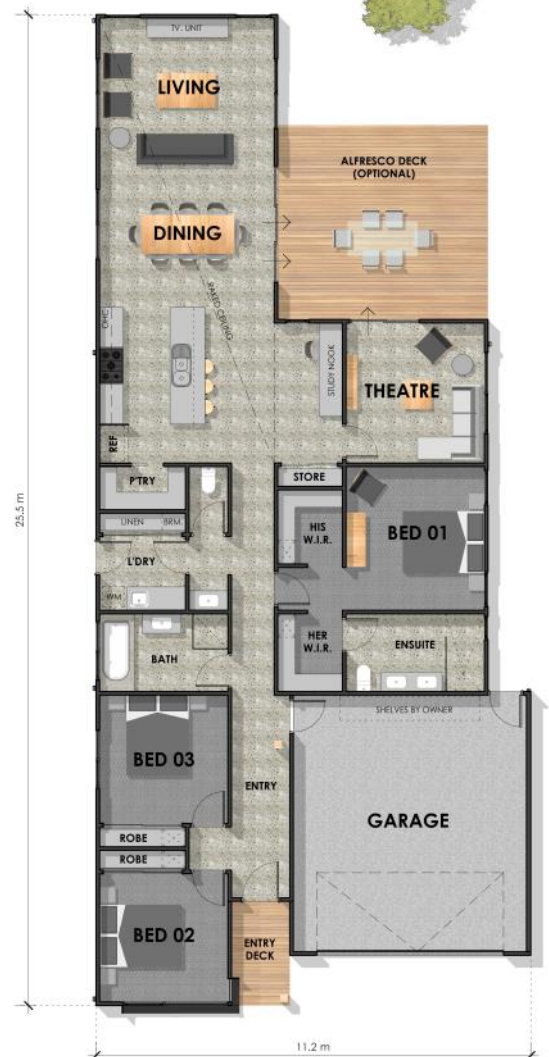 TV. UNIT
LIVING
ALFRESCO DECK
(OPTIONAL)
DINING
RAKED CEILING
OHC
STUDY NOOK
THEATRE
REF
P'TRY
STORE
LINEN
BRM.
HIS
W.I.R.
BED 01
L'DRY
WM
HER
W.I.R.
ENSUITE
BATH
SHELVES BY OWNER
BED 03
ENTRY
GARAGE
ROBE
ROBE
BED 02
ENTRY
DECK
25.5 m
11.2 m